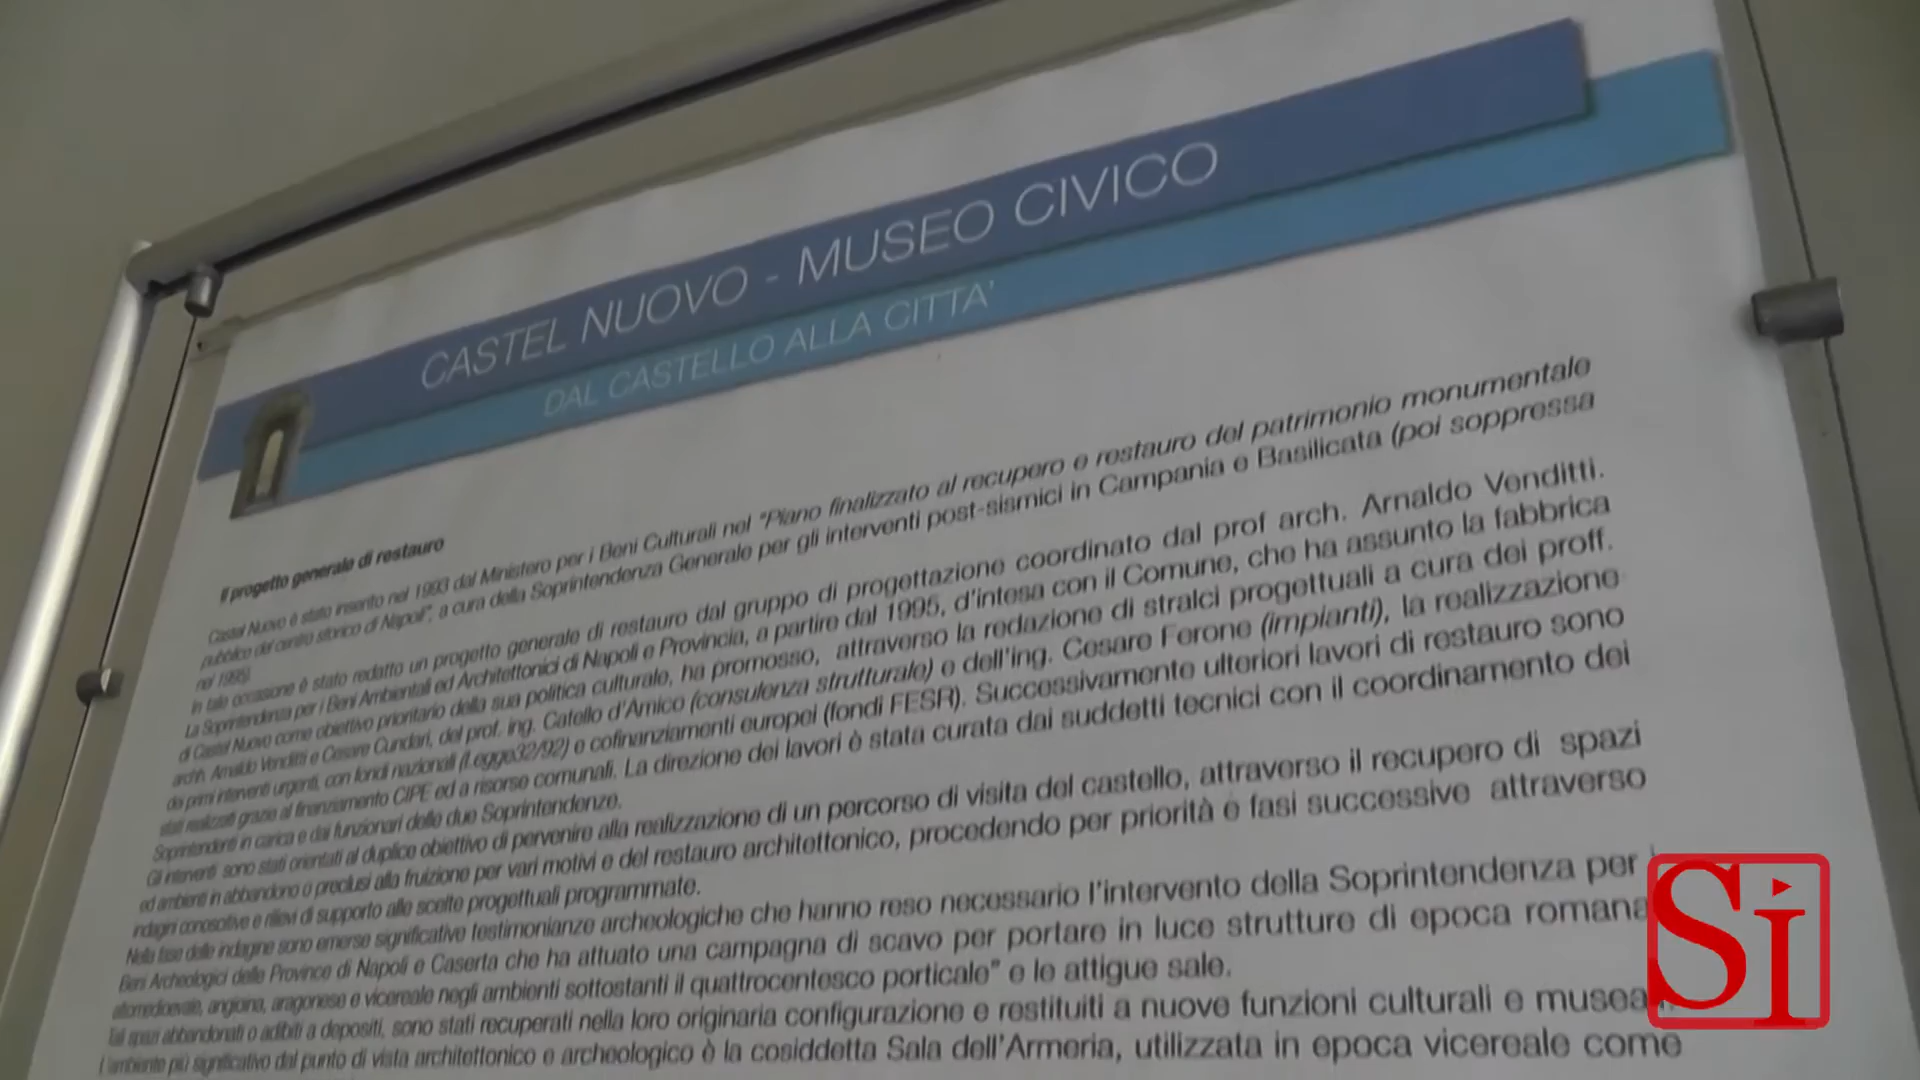 CASTEL NUOVO - MUSEO CIVICO
DAL CASTELLO ALLA CITTA'
Il progetto generale di restauro
Castel Nuovo è stato inserito nel 1993 dal Ministero per i Beni Culturali nel "Piano finalizzato al recupero e restauro del patrimonio monumentale
pubblico del centro storico di Napoli", a cura della Soprintendenza Generale per gli interventi post-sismici in Campania e Basilicata (poi soppressa
nel 1995).
In tale occasione è stato redatto un progetto generale di restauro dal gruppo di progettazione coordinato dal prof arch. Arnaldo Venditti.
La Soprintendenza per i Beni Ambientali ed Architettonici di Napoli e Provincia, a partire dal 1995, d'intesa con il Comune, che ha assunto la fabbrica
di Castel Nuovo come obiettivo prioritario della sua politica culturale, ha promosso, attraverso la redazione di stralci progettuali a cura dei proff.
archh. Arnaldo Venditti e Cesare Cundari, del prof. ing. Catello d'Amico (consulenza strutturale) e dell'ing. Cesare Ferone (impianti), la realizzazione
da primi interventi urgenti, con fondi nazionali (Legge32/92) e cofinanziamenti europei (fondi FESR). Successivamente ulteriori lavori di restauro sono
stati realizzati grazie al finanziamento CIPE ed a risorse comunali. La direzione dei lavori è stata curata dai suddetti tecnici con il coordinamento dei
Soprintendenti in carica e dai funzionari delle due Soprintendenze.
Gli interventi sono stati orientati al duplice obiettivo di pervenire alla realizzazione di un percorso di visita del castello, attraverso il recupero di spazi
ed ambienti in abbandono o preclusi alla fruizione per vari motivi e del restauro architettonico, procedendo per priorità e fasi successive attraverso
indagini conoscitive e rilievi di supporto alle scelte progettuali programmate.
Nella fase delle indagine sono emerse significative testimonianze archeologiche che hanno reso necessario l'intervento della Soprintendenza per i
Beni Archeologici delle Province di Napoli e Caserta che ha attuato una campagna di scavo per portare in luce strutture di epoca romana
altomedioevale, angioina, aragonese e vicereale negli ambienti sottostanti il quattrocentesco porticale" e le attigue sale.
Tali spazi abbandonati o adibiti a depositi, sono stati recuperati nella loro originaria configurazione e restituiti a nuove funzioni culturali e museali.
L'ambiente più significativo dal punto di vista architettonico e archeologico è la cosiddetta Sala dell'Armeria, utilizzata in epoca vicereale come
Si